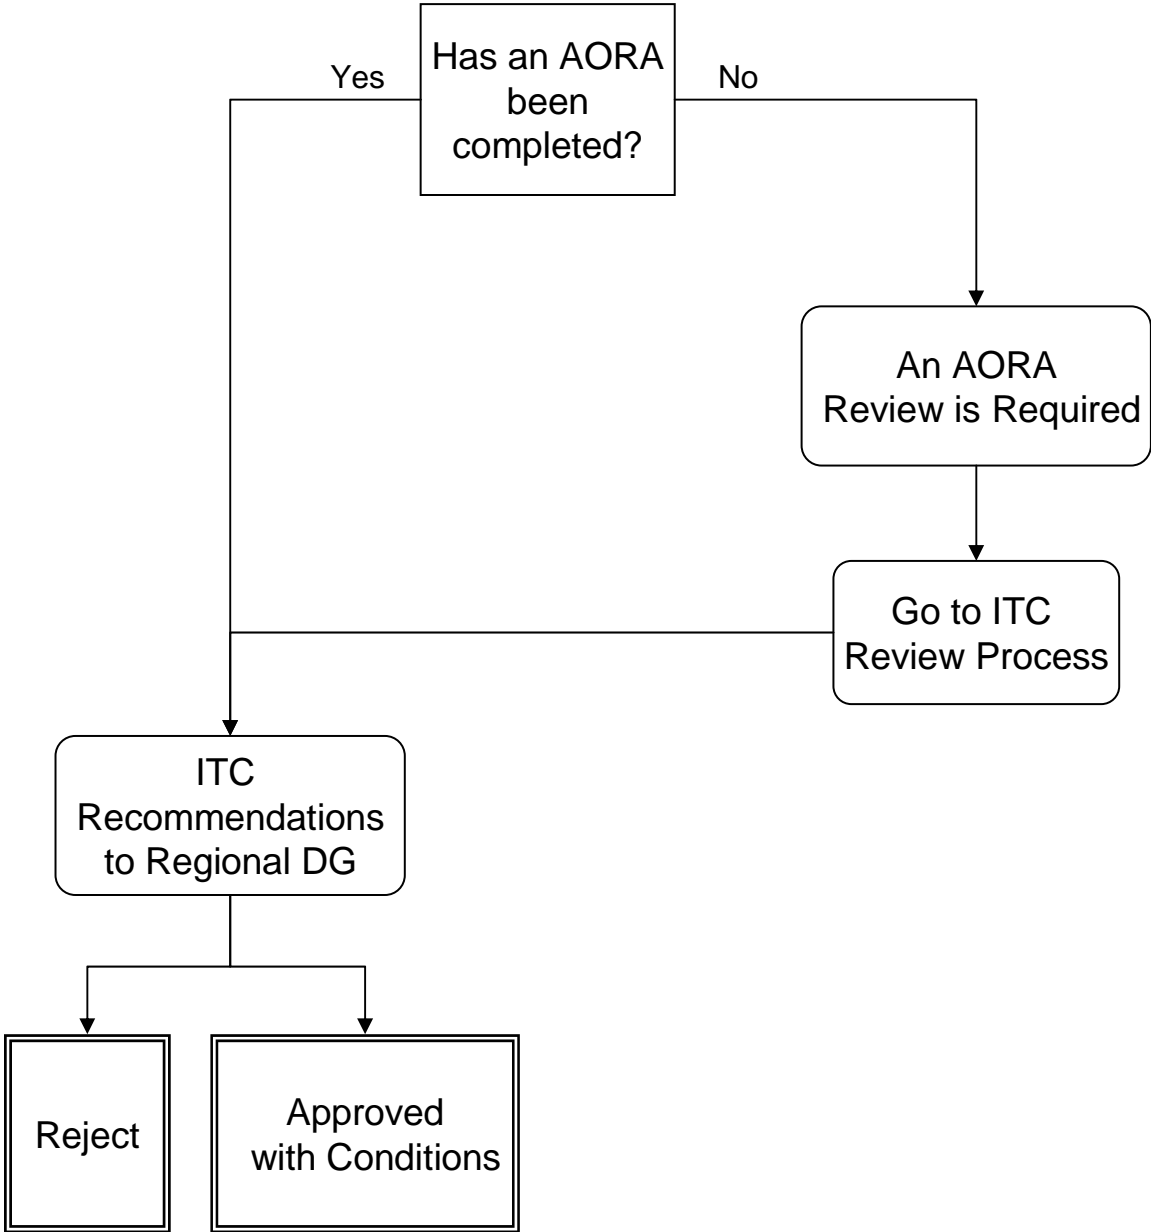 Has an AORA
been
completed?
Yes
No
An AORA
Review is Required
Go to ITC
Review Process
ITC
Recommendations
to Regional DG
Reject
Approved
with Conditions